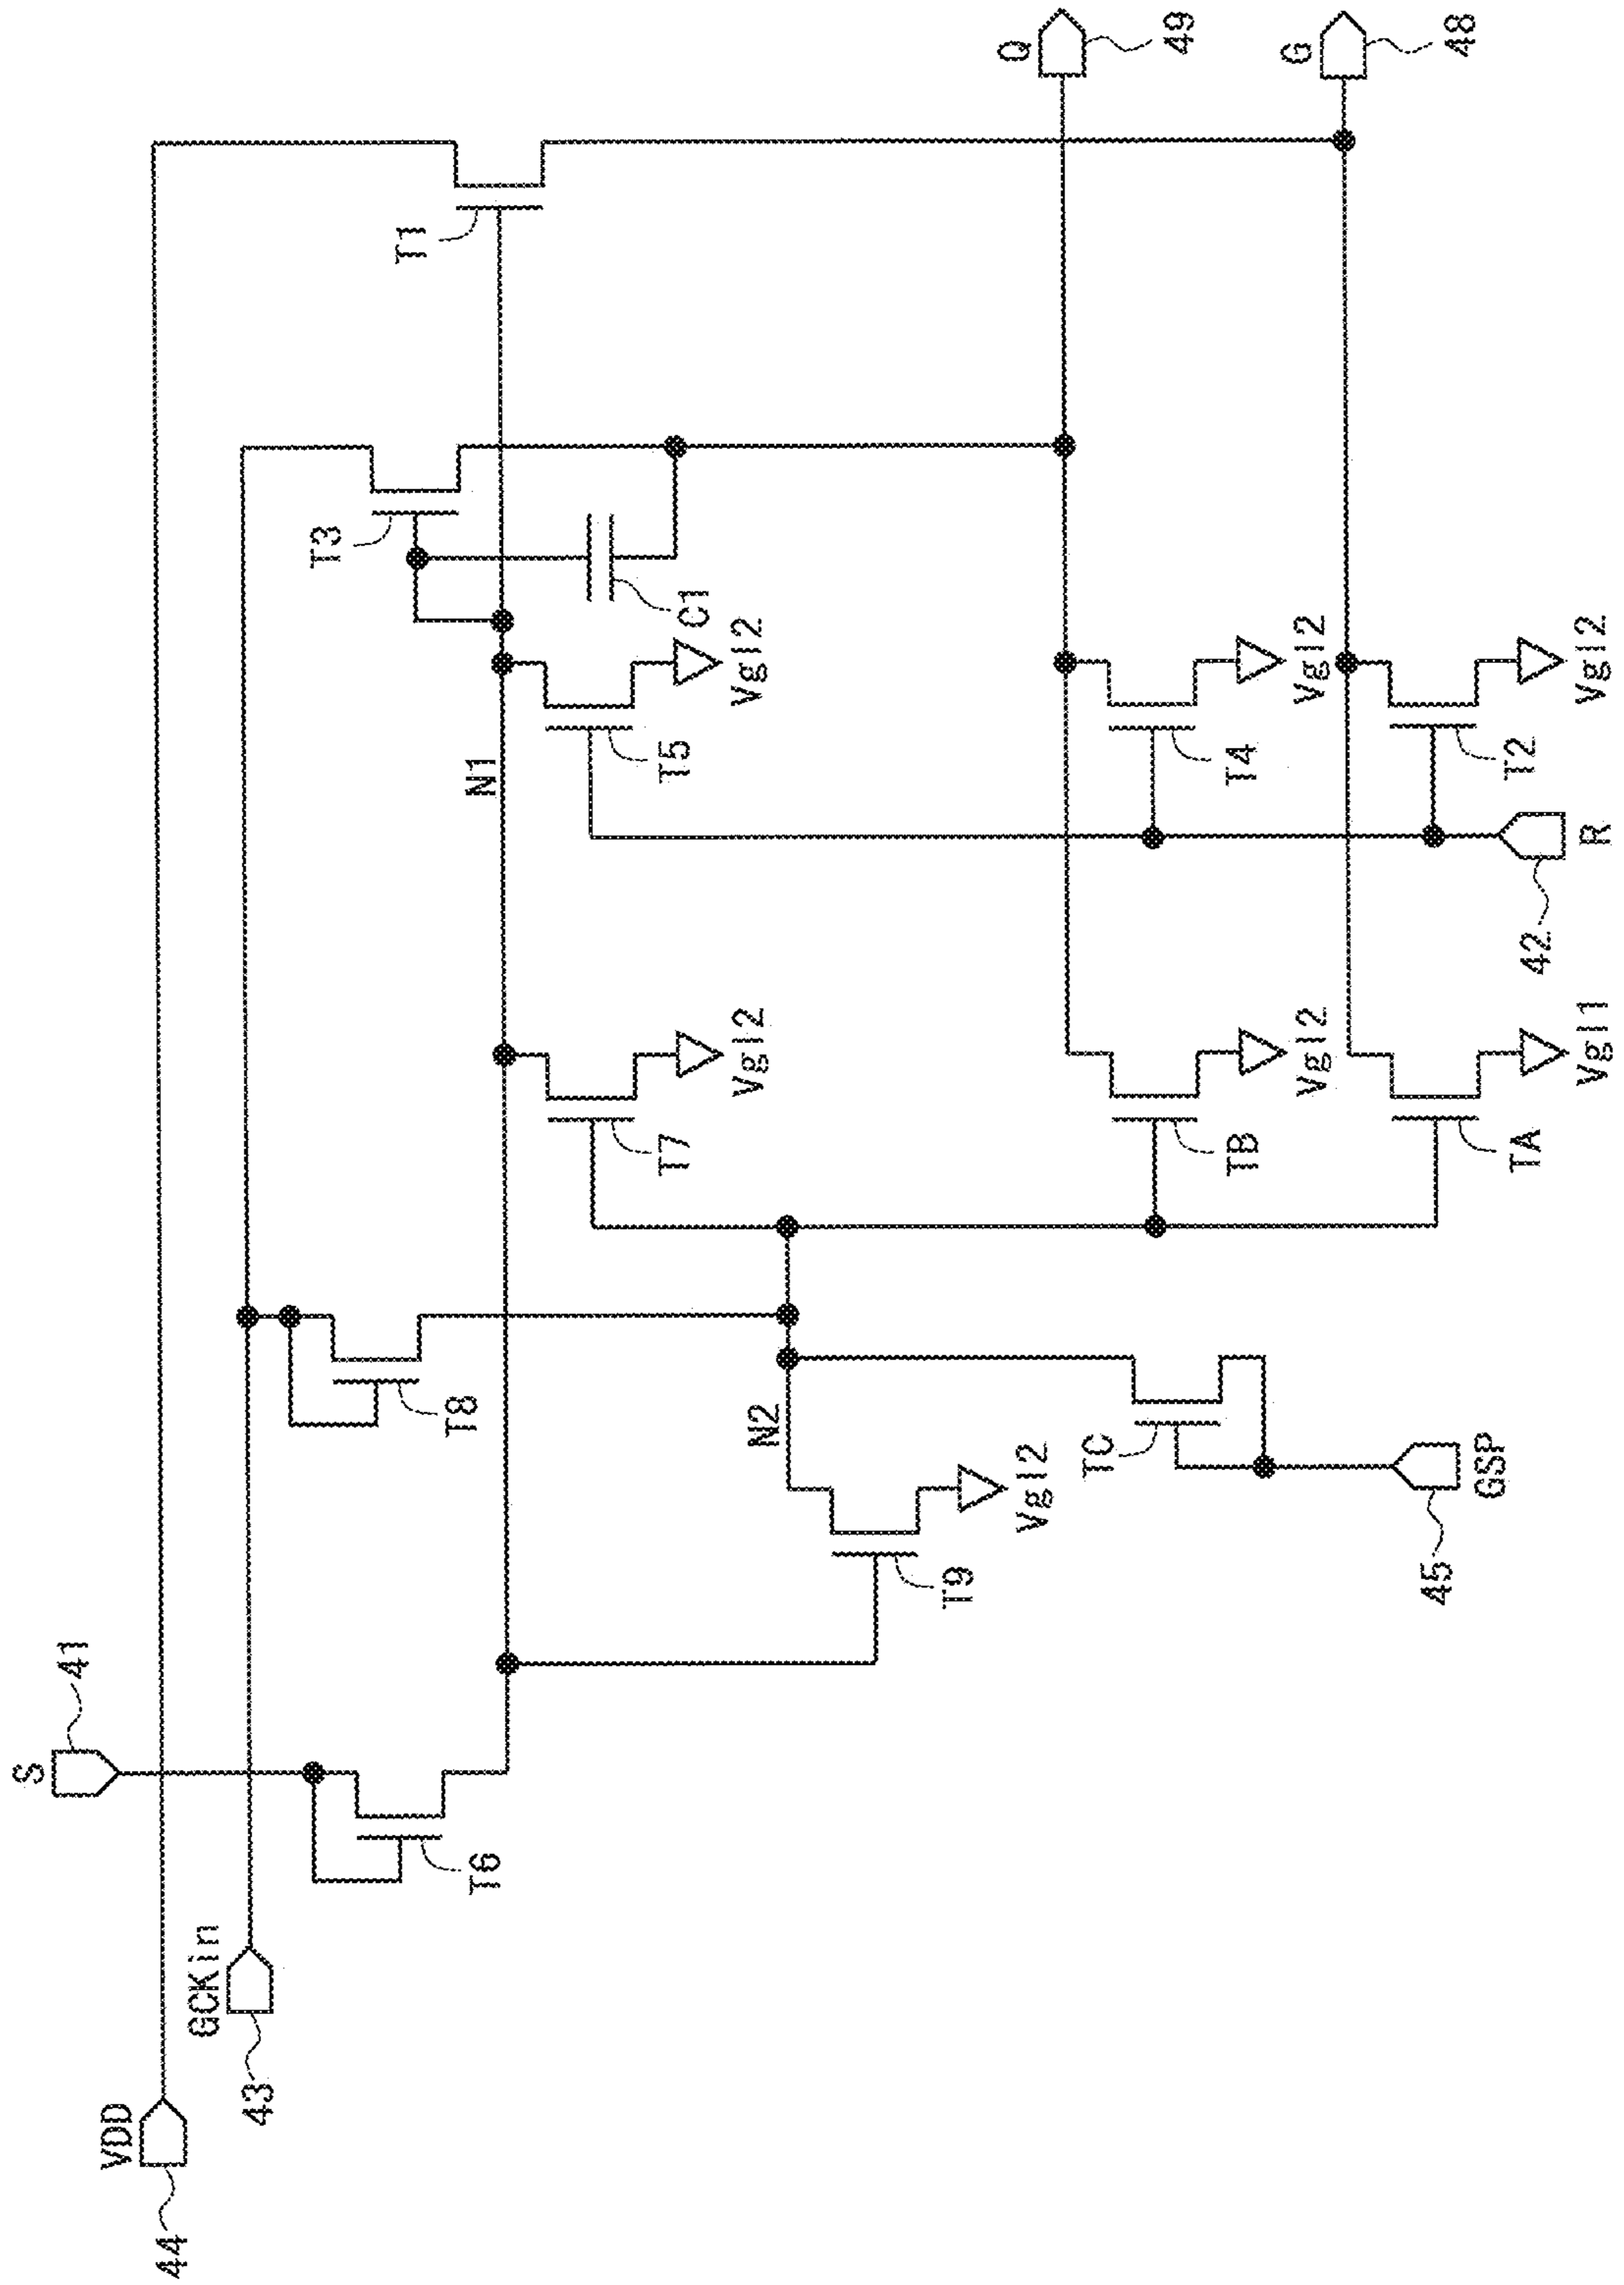 S
41
VDD
44
GCKin
43
T1
Q
49
G
48
T3
C1
N1
T5
Vgl2
T7
Vgl2
T8
T6
N2
T9
Vgl2
TC
GSP
45
TB
Vgl2
T4
Vgl2
TA
Vgl1
T2
Vgl2
R
42